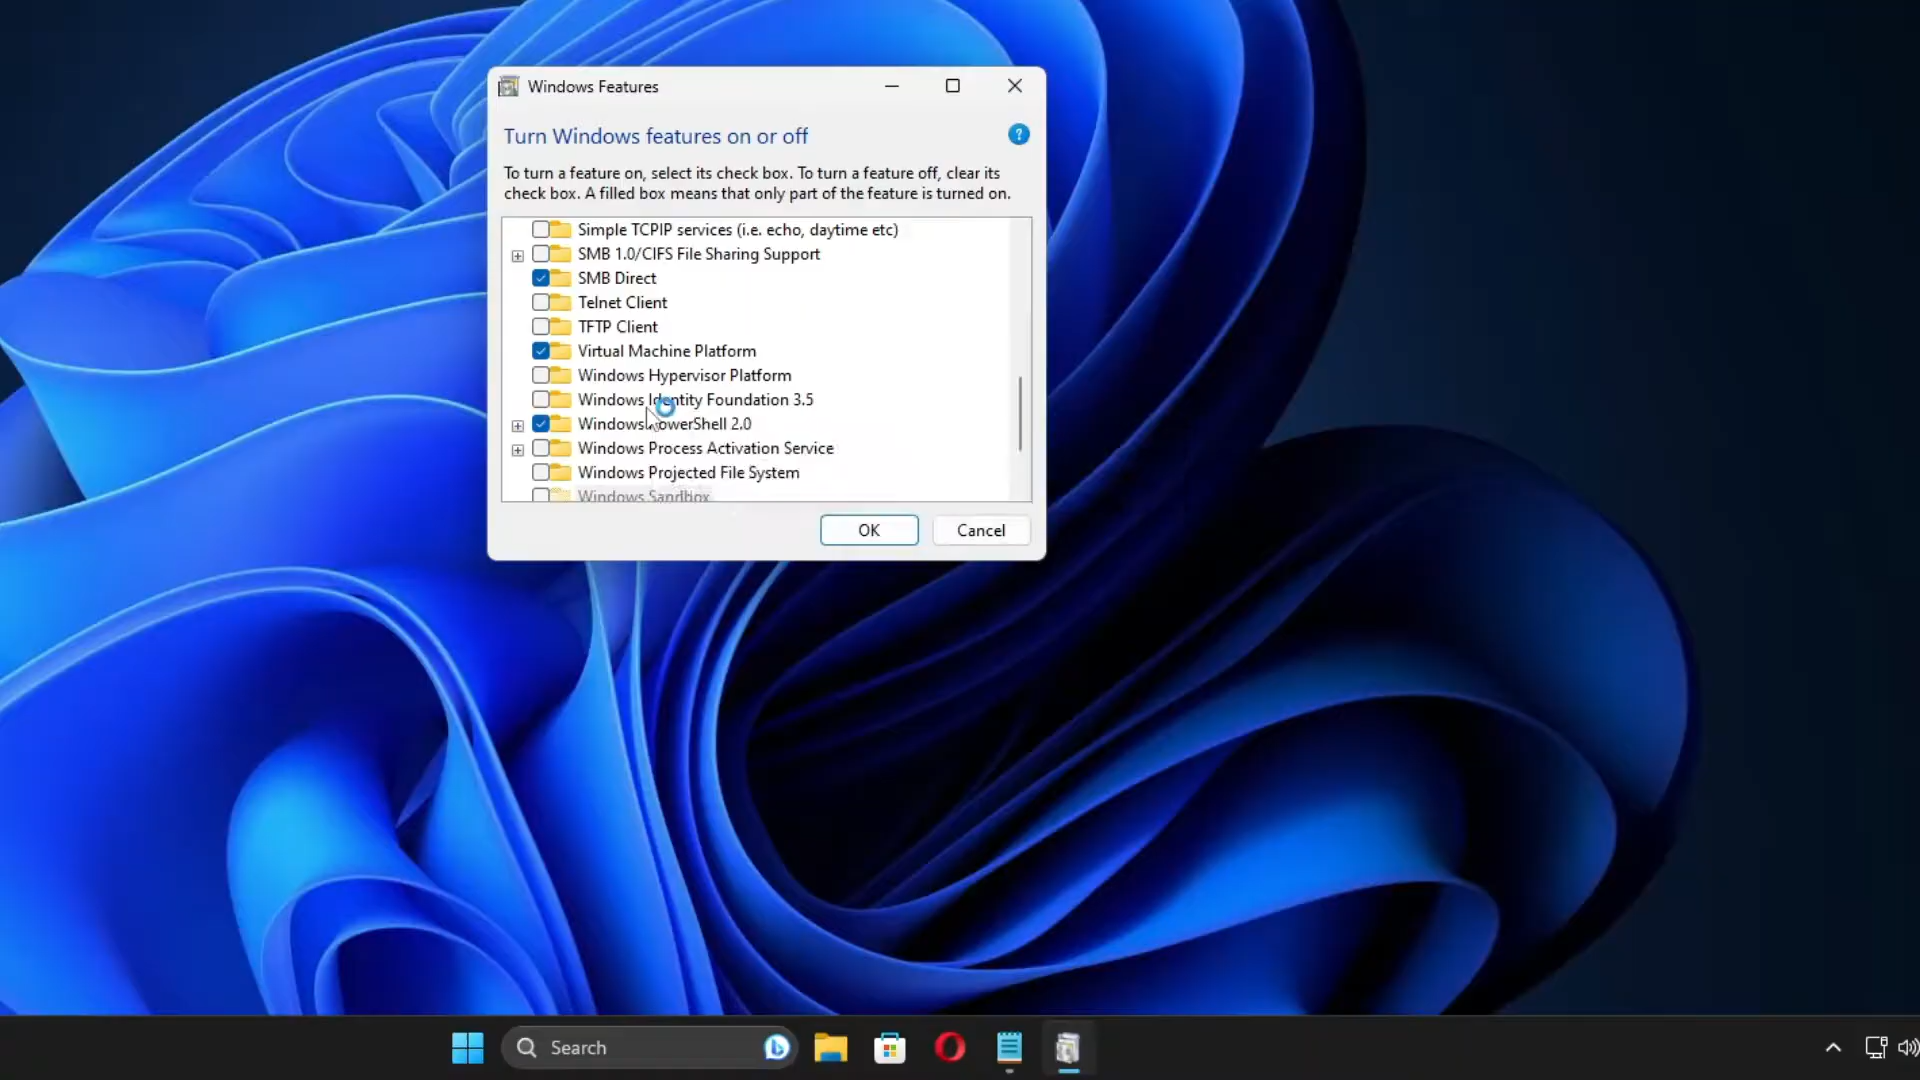 Windows Features
Turn Windows features on or off
?
To turn a feature on, select its check box. To turn a feature off, clear its
check box. A filled box means that only part of the feature is turned on.
Simple TCPIP services (i.e. echo, daytime etc)
SMB 1.0/CIFS File Sharing Support
SMB Direct
Telnet Client
TFTP Client
Virtual Machine Platform
Windows Hypervisor Platform
Windows Identity Foundation 3.5
Windows PowerShell 2.0
Windows Process Activation Service
Windows Projected File System
Windows Sandbox
OK Cancel
Search